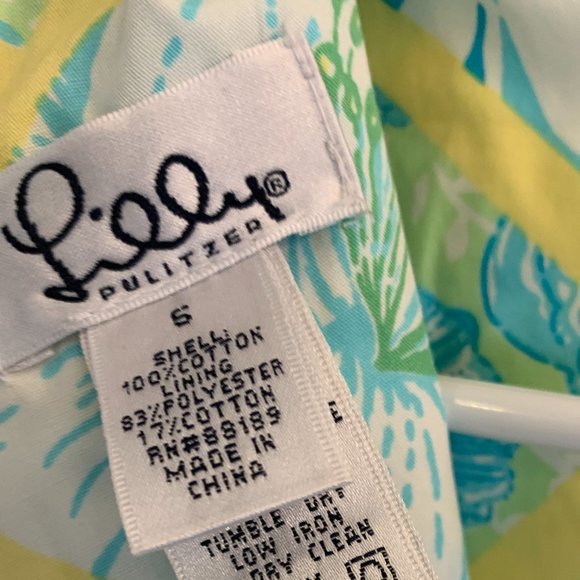 Lilly®
PULITZER
S
SHELL:
100%COTTON
LINING
83%POLYESTER
17%COTTON
RN#88189
MADE IN
CHINA
E
TUMBLE DRY
LOW IRON
DRY CLEAN